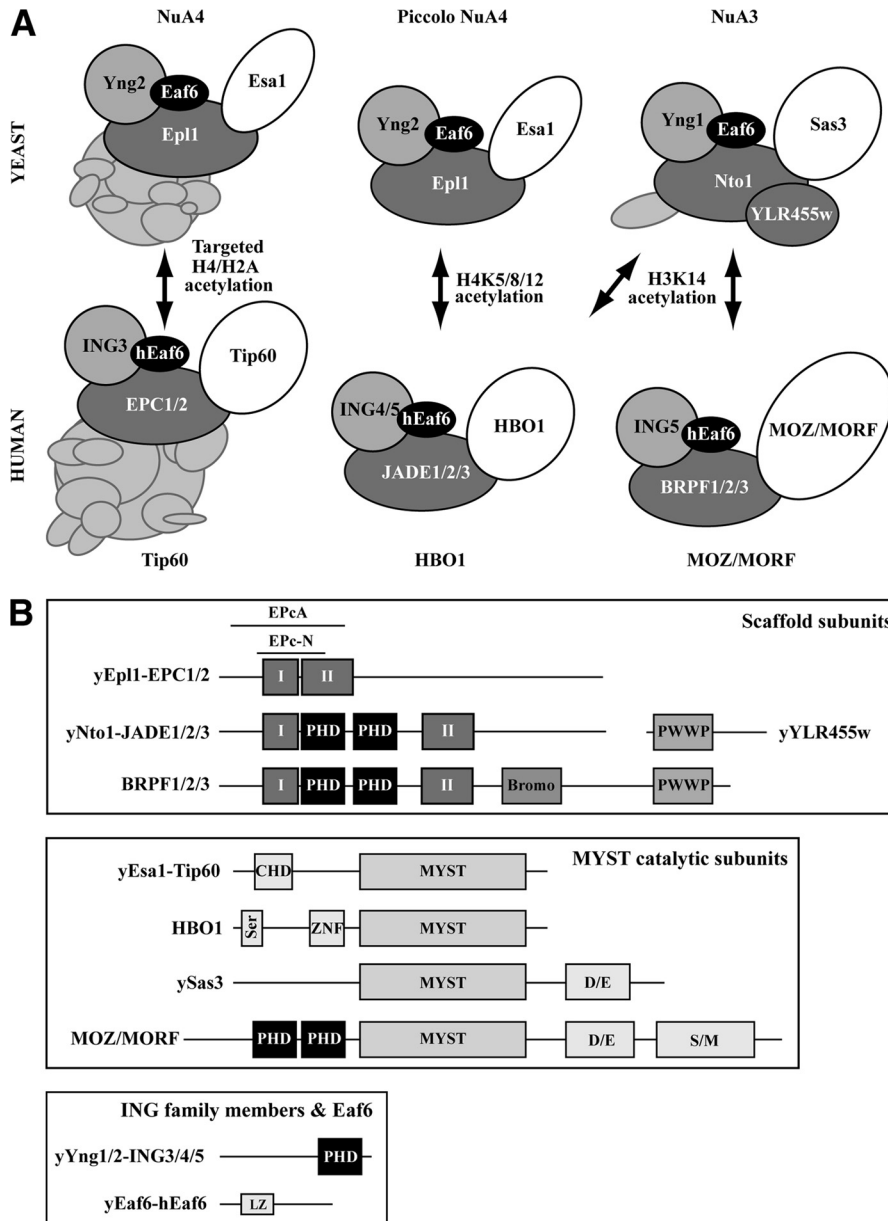 A
NuA4
Piccolo NuA4
NuA3
YEAST
Yng2
Eaf6
Esa1
Epl1
Yng2
Eaf6
Esa1
Epl1
Yng1
Eaf6
Sas3
Nto1
YLR455w
Targeted
H4/H2A
acetylation
H4K5/8/12
acetylation
H3K14
acetylation
HUMAN
ING3
hEaf6
Tip60
EPC1/2
ING4/5
hEaf6
HBO1
JADE1/2/3
ING5
hEaf6
MOZ/MORF
BRPF1/2/3
Tip60
HBO1
MOZ/MORF
B
Scaffold subunits
EPcA
EPc-N
yEpl1-EPC1/2
I
II
yNto1-JADE1/2/3
I
PHD
PHD
II
PWWP
yYLR455w
BRPF1/2/3
I
PHD
PHD
II
Bromo
PWWP
MYST catalytic subunits
yEsa1-Tip60
CHD
MYST
HBO1
Ser
ZNF
MYST
ySas3
MYST
D/E
MOZ/MORF
PHD
PHD
MYST
D/E
S/M
ING family members & Eaf6
yYng1/2-ING3/4/5
PHD
yEaf6-hEaf6
LZ